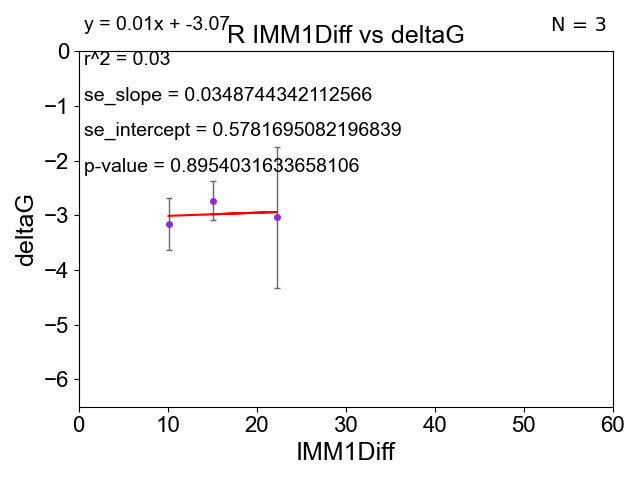 y = 0.01x + -3.07
N = 3
R IMM1Diff vs deltaG
r^2 = 0.03
se_slope = 0.0348744342112566
se_intercept = 0.5781695082196839
p-value = 0.8954031633658106
0
−1
−2
−3
−4
−5
−6
deltaG
0 10 20 30 40 50 60
IMM1Diff